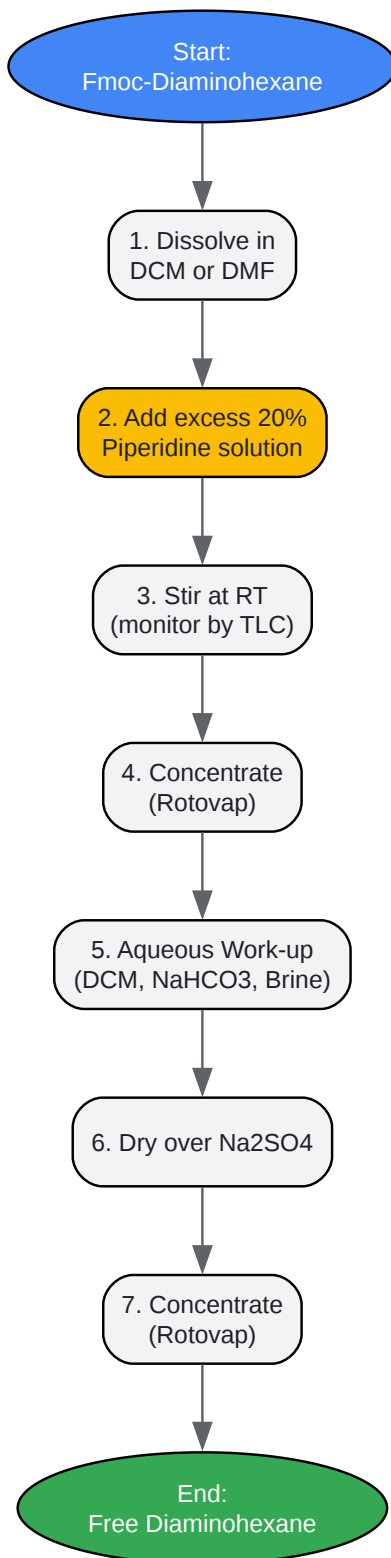 Start:
Fmoc-Diaminohexane
1. Dissolve in
DCM or DMF
2. Add excess 20%
Piperidine solution
3. Stir at RT
(monitor by TLC)
4. Concentrate
(Rotovap)
5. Aqueous Work-up
(DCM, NaHCO3, Brine)
6. Dry over Na2SO4
7. Concentrate
(Rotovap)
End:
Free Diaminohexane